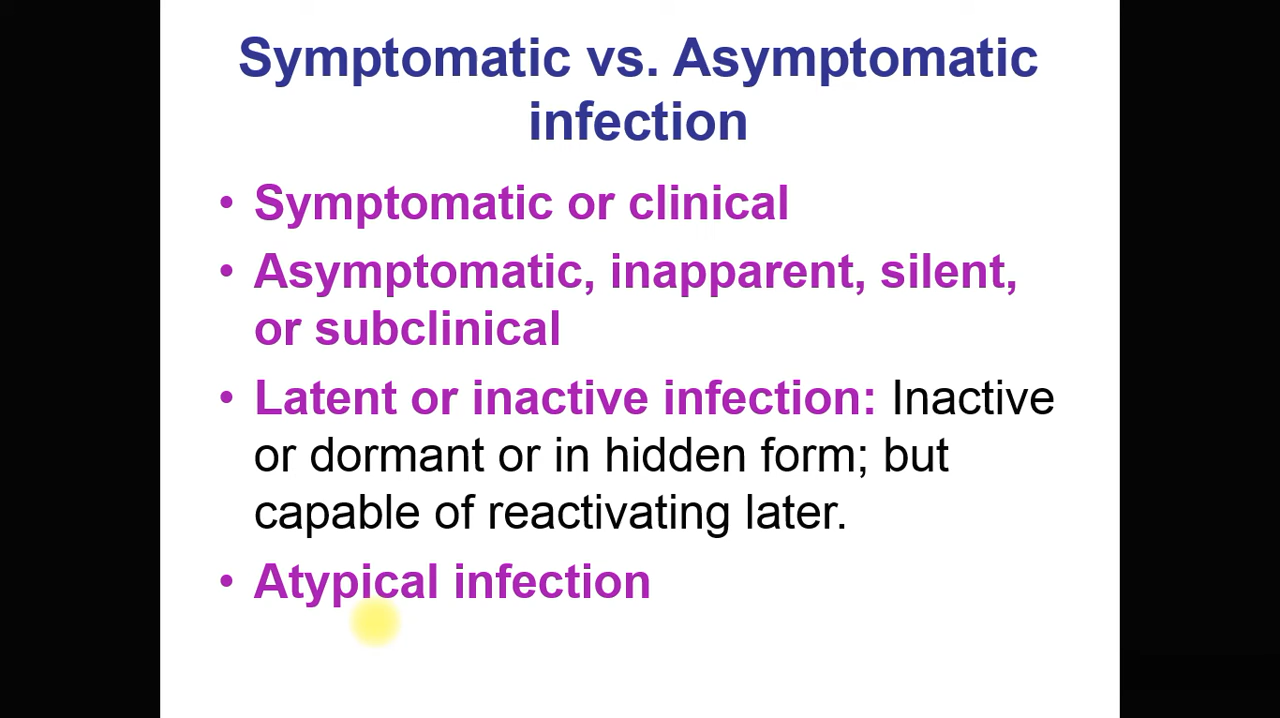 Symptomatic vs. Asymptomatic
infection
• Symptomatic or clinical
• Asymptomatic, inapparent, silent,
or subclinical
• Latent or inactive infection: Inactive
or dormant or in hidden form; but
capable of reactivating later.
• Atypical infection